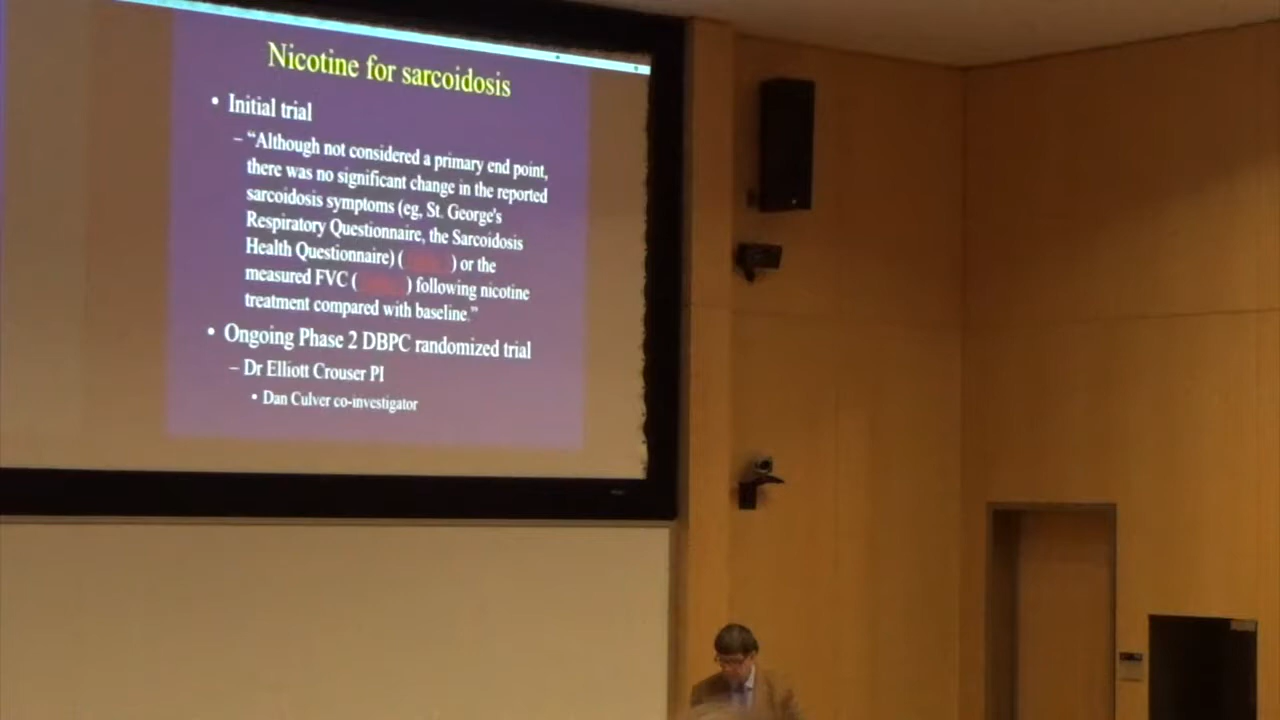 Nicotine for sarcoidosis
• Initial trial
– “Although not considered a primary end point,
there was no significant change in the reported
sarcoidosis symptoms (eg, St. George's
Respiratory Questionnaire, the Sarcoidosis
Health Questionnaire) ( ) or the
measured FVC ( ) following nicotine
treatment compared with baseline.”
• Ongoing Phase 2 DBPC randomized trial
– Dr Elliott Crouser PI
• Dan Culver co-investigator